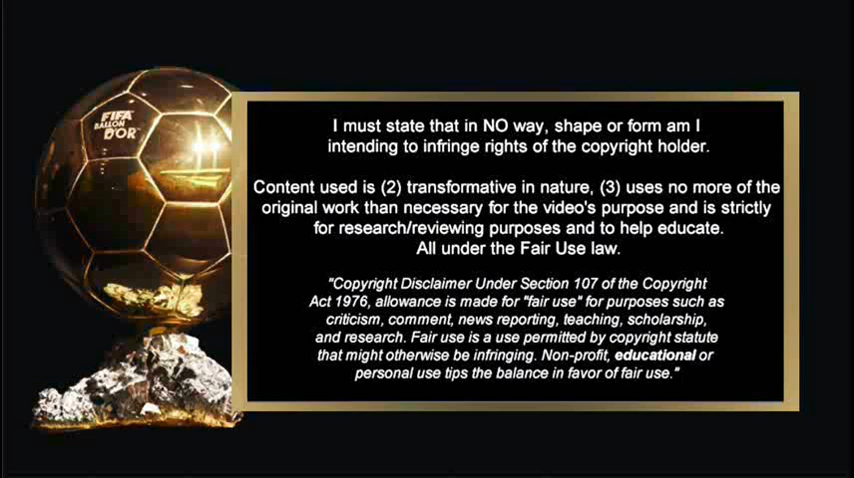 FIFA
BALLON
D'OR
I must state that in NO way, shape or form am I
intending to infringe rights of the copyright holder.
Content used is (2) transformative in nature, (3) uses no more of the
original work than necessary for the video's purpose and is strictly
for research/reviewing purposes and to help educate.
All under the Fair Use law.
"Copyright Disclaimer Under Section 107 of the Copyright
Act 1976, allowance is made for "fair use" for purposes such as
criticism, comment, news reporting, teaching, scholarship,
and research. Fair use is a use permitted by copyright statute
that might otherwise be infringing. Non-profit, educational or
personal use tips the balance in favor of fair use."